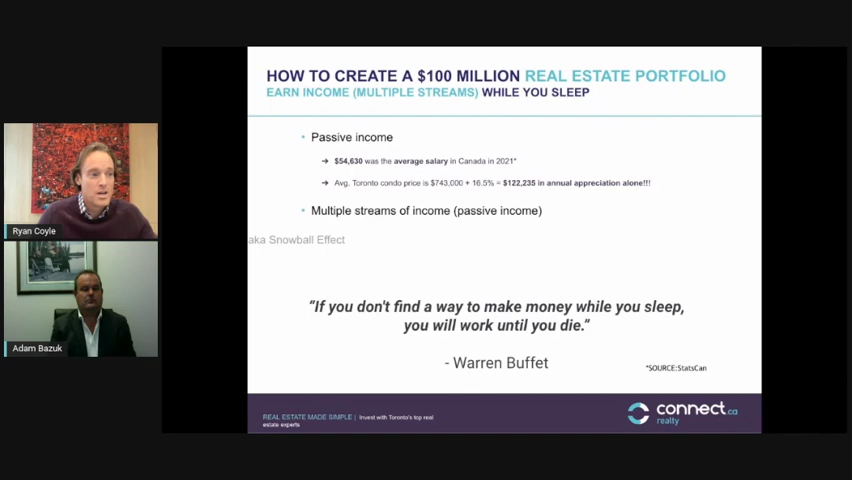 HOW TO CREATE A $100 MILLION REAL ESTATE PORTFOLIO
EARN INCOME (MULTIPLE STREAMS) WHILE YOU SLEEP
• Passive income
➔ $54,630 was the average salary in Canada in 2021*
➔ Avg. Toronto condo price is $743,000 + 16.5% = $122,235 in annual appreciation alone!!!
• Multiple streams of income (passive income)
aka Snowball Effect
“If you don't find a way to make money while you sleep,
you will work until you die.”
- Warren Buffet
*SOURCE:StatsCan
REAL ESTATE MADE SIMPLE | Invest with Toronto's top real
estate experts
connect.ca
realty
Ryan Coyle
Adam Bazuk